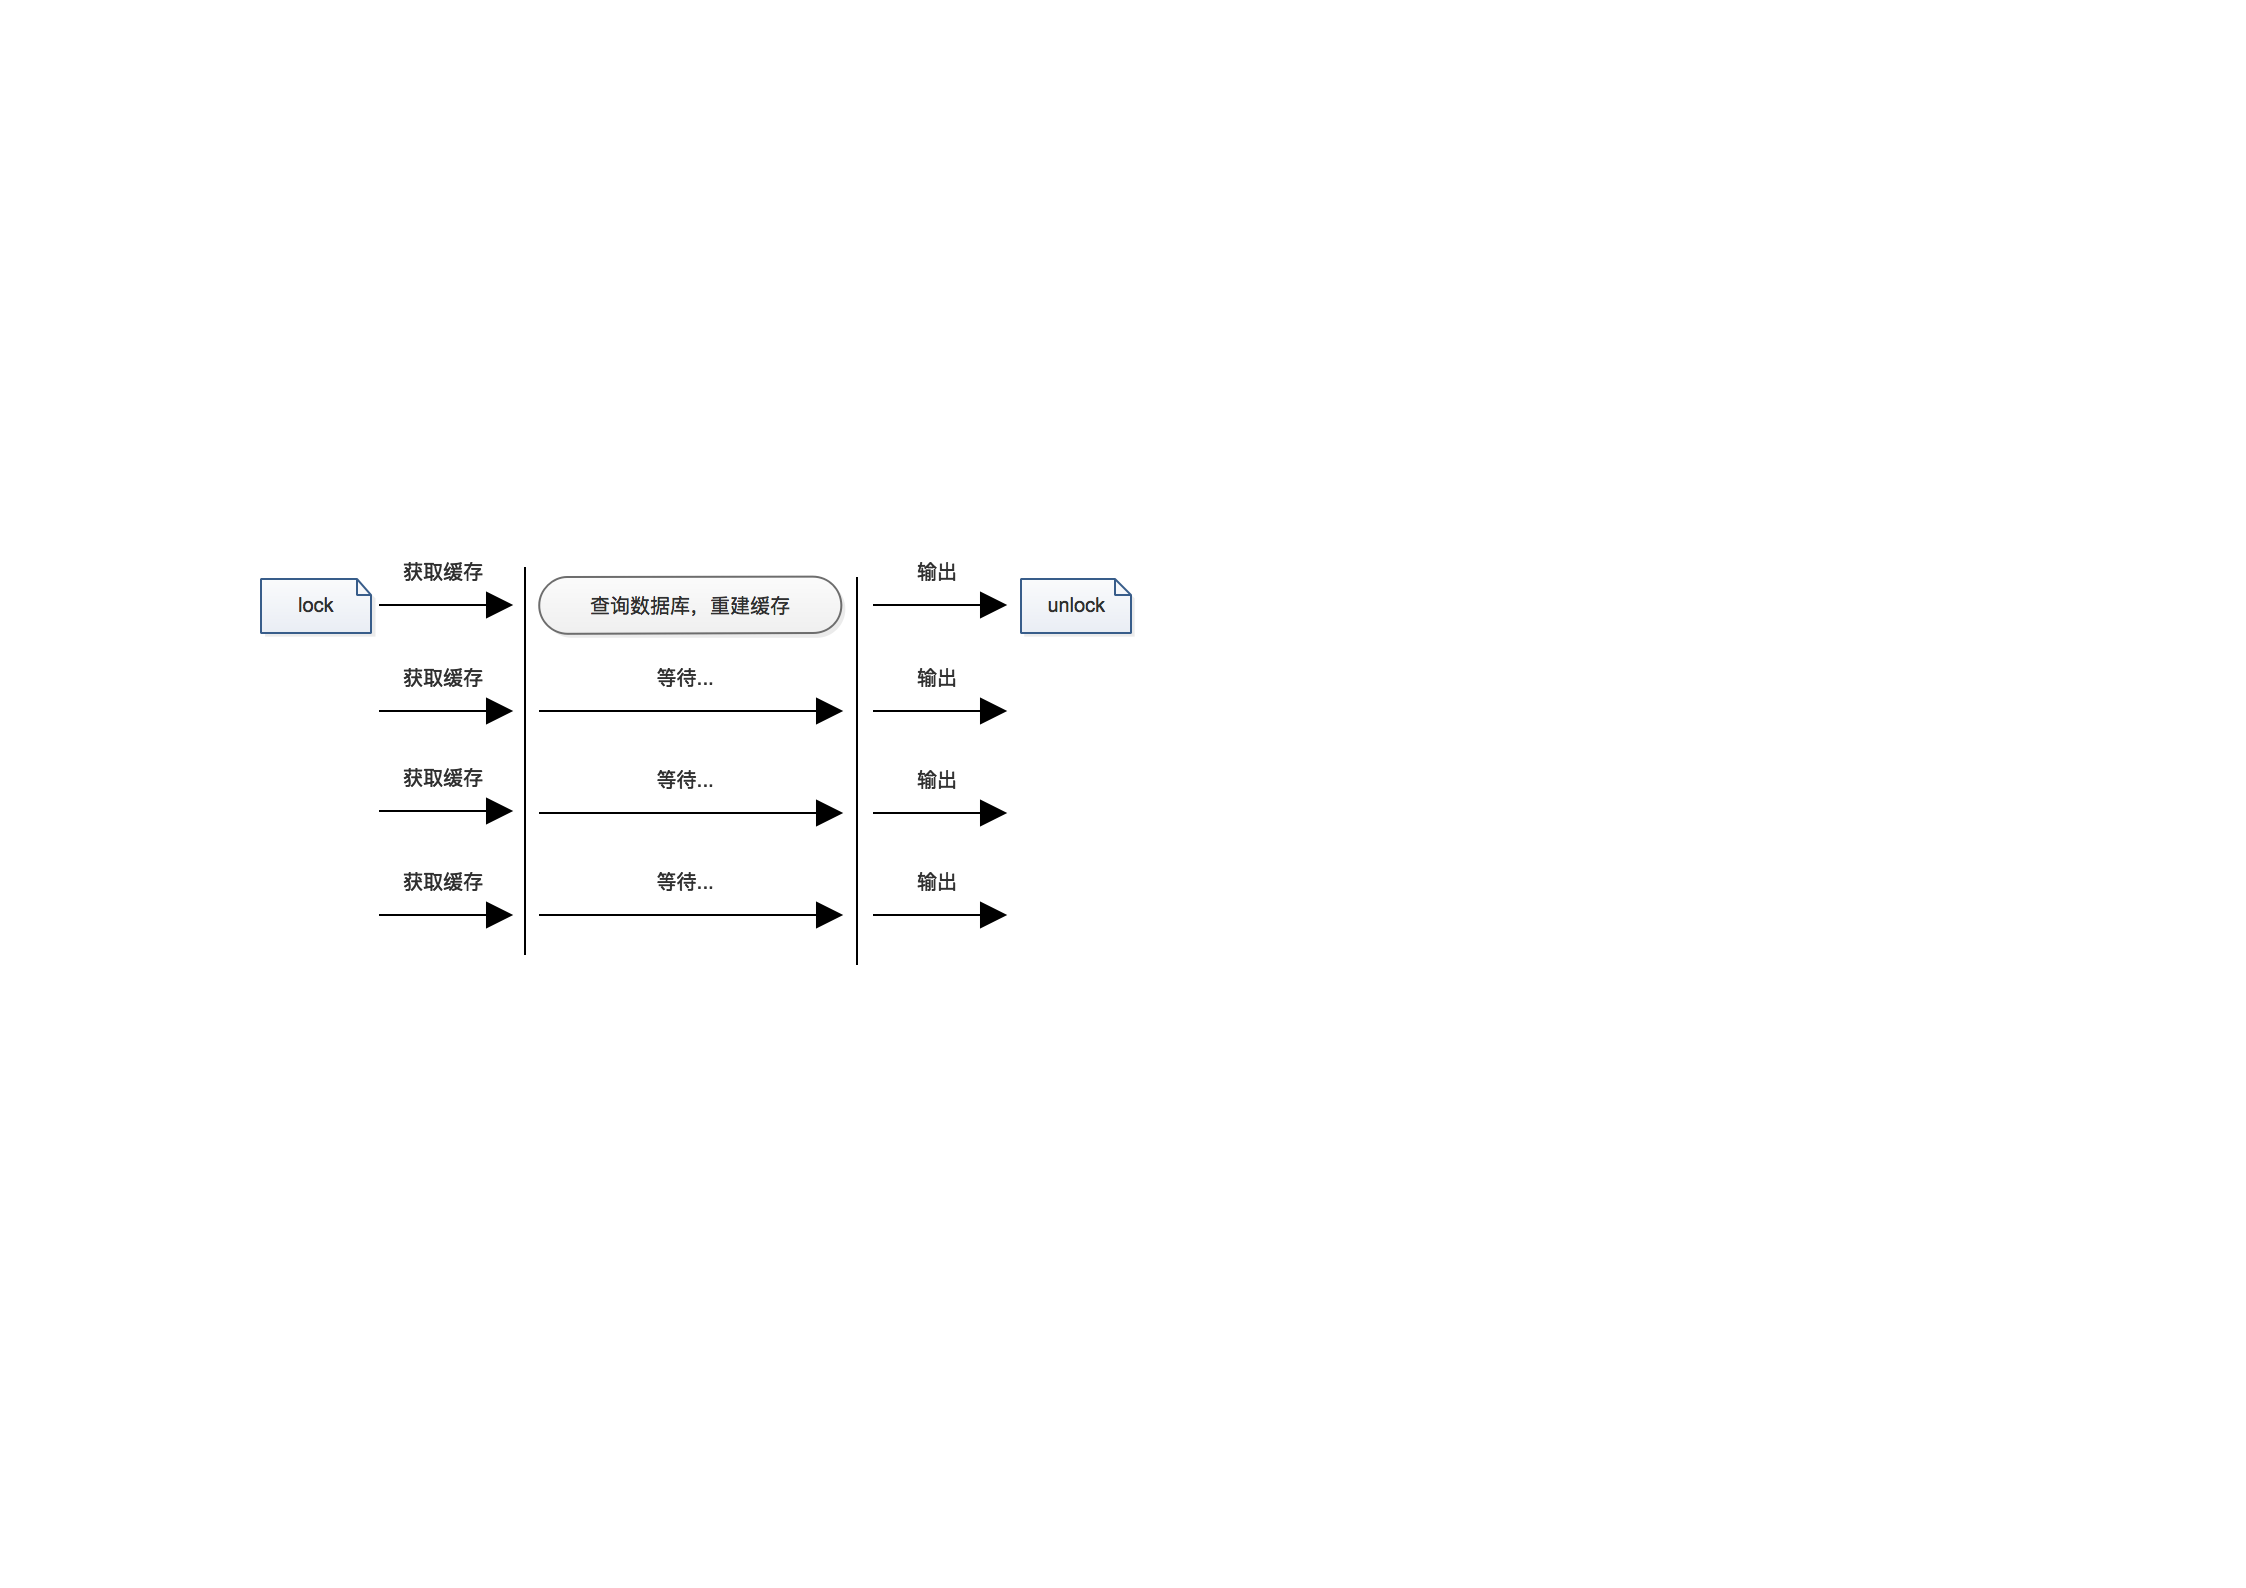 获取缓存
输出
lock
查询数据库，重建缓存
unlock
获取缓存
等待...
输出
获取缓存
等待...
输出
获取缓存
等待...
输出